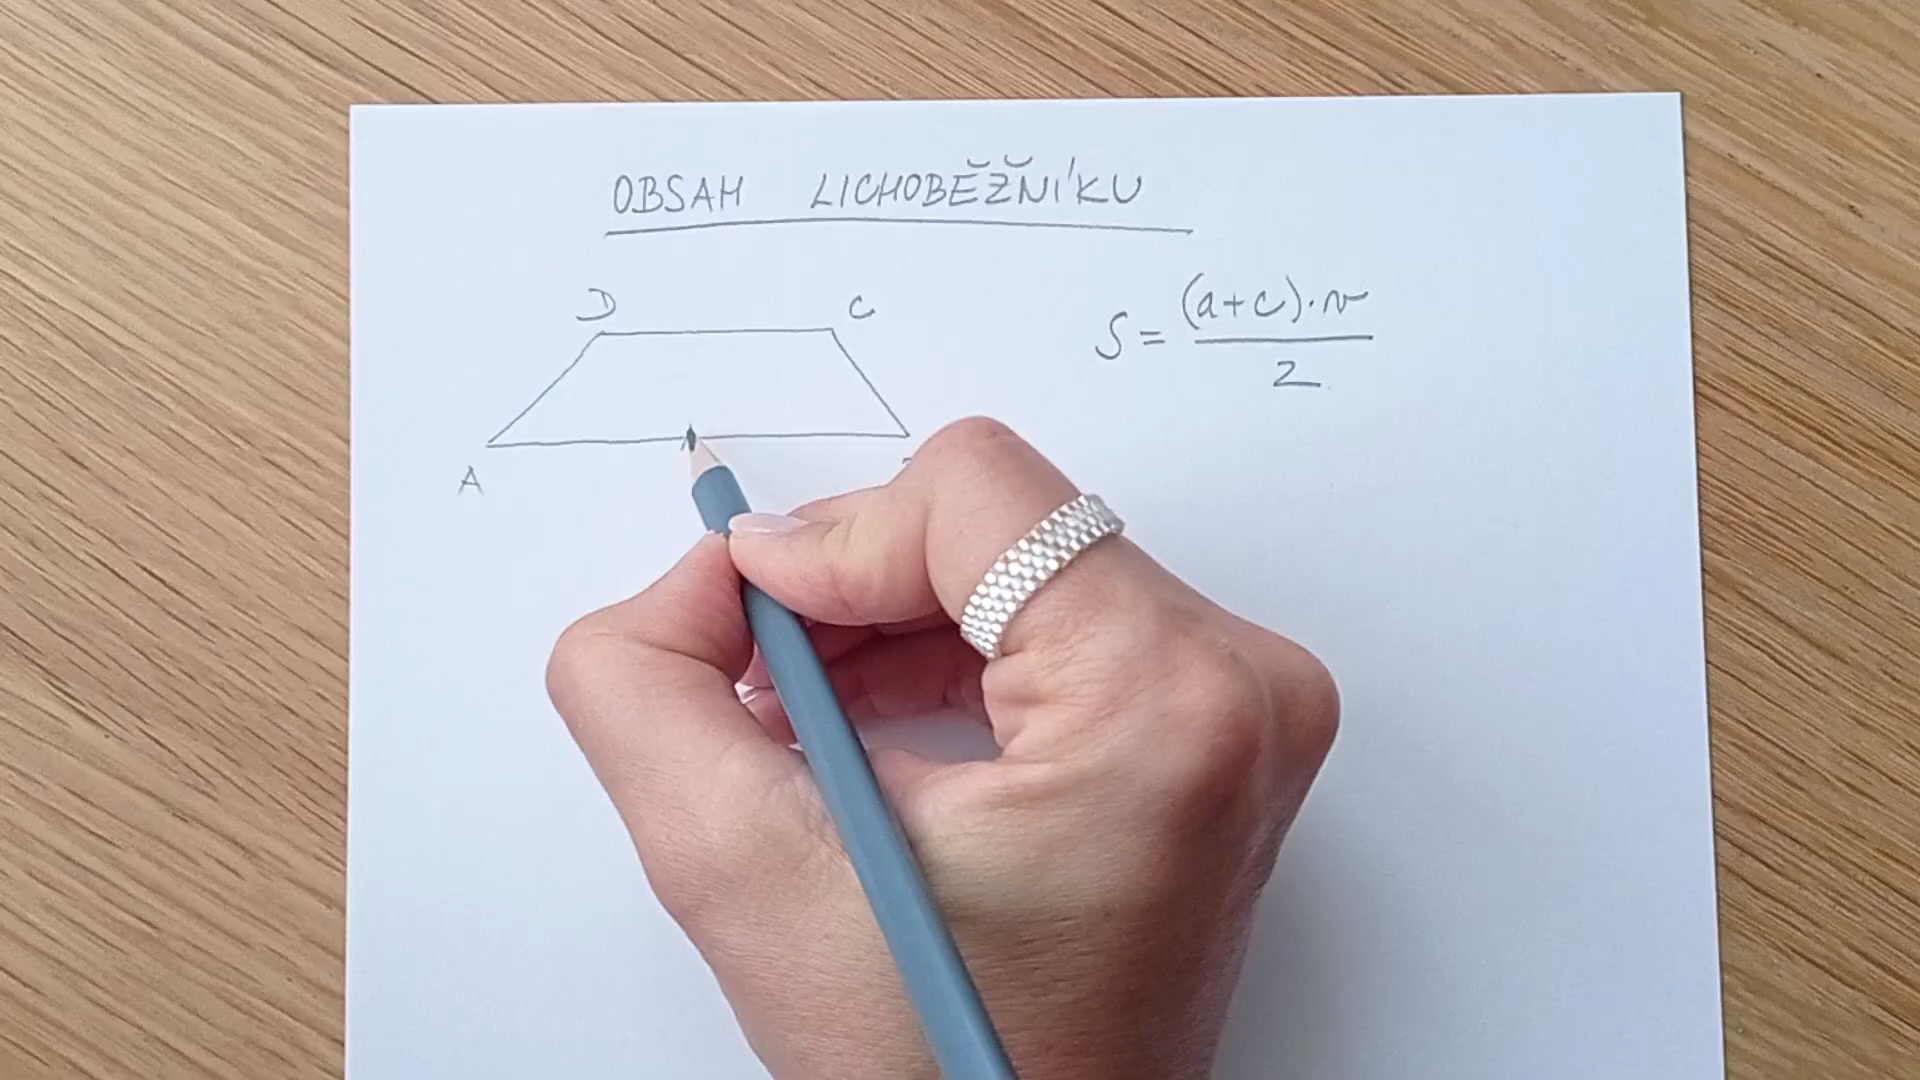 OBSAH LICHOBĚŽNÍKU
D
C
S = (a+c)·v / 2
A